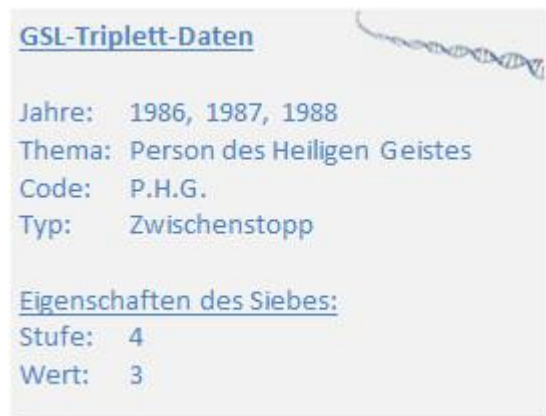 GSL-Triplett-Daten
Jahre: 1986, 1987, 1988
Thema: Person des Heiligen Geistes
Code: P.H.G.
Typ: Zwischenstopp
Eigenschaften des Siebes:
Stufe: 4
Wert: 3